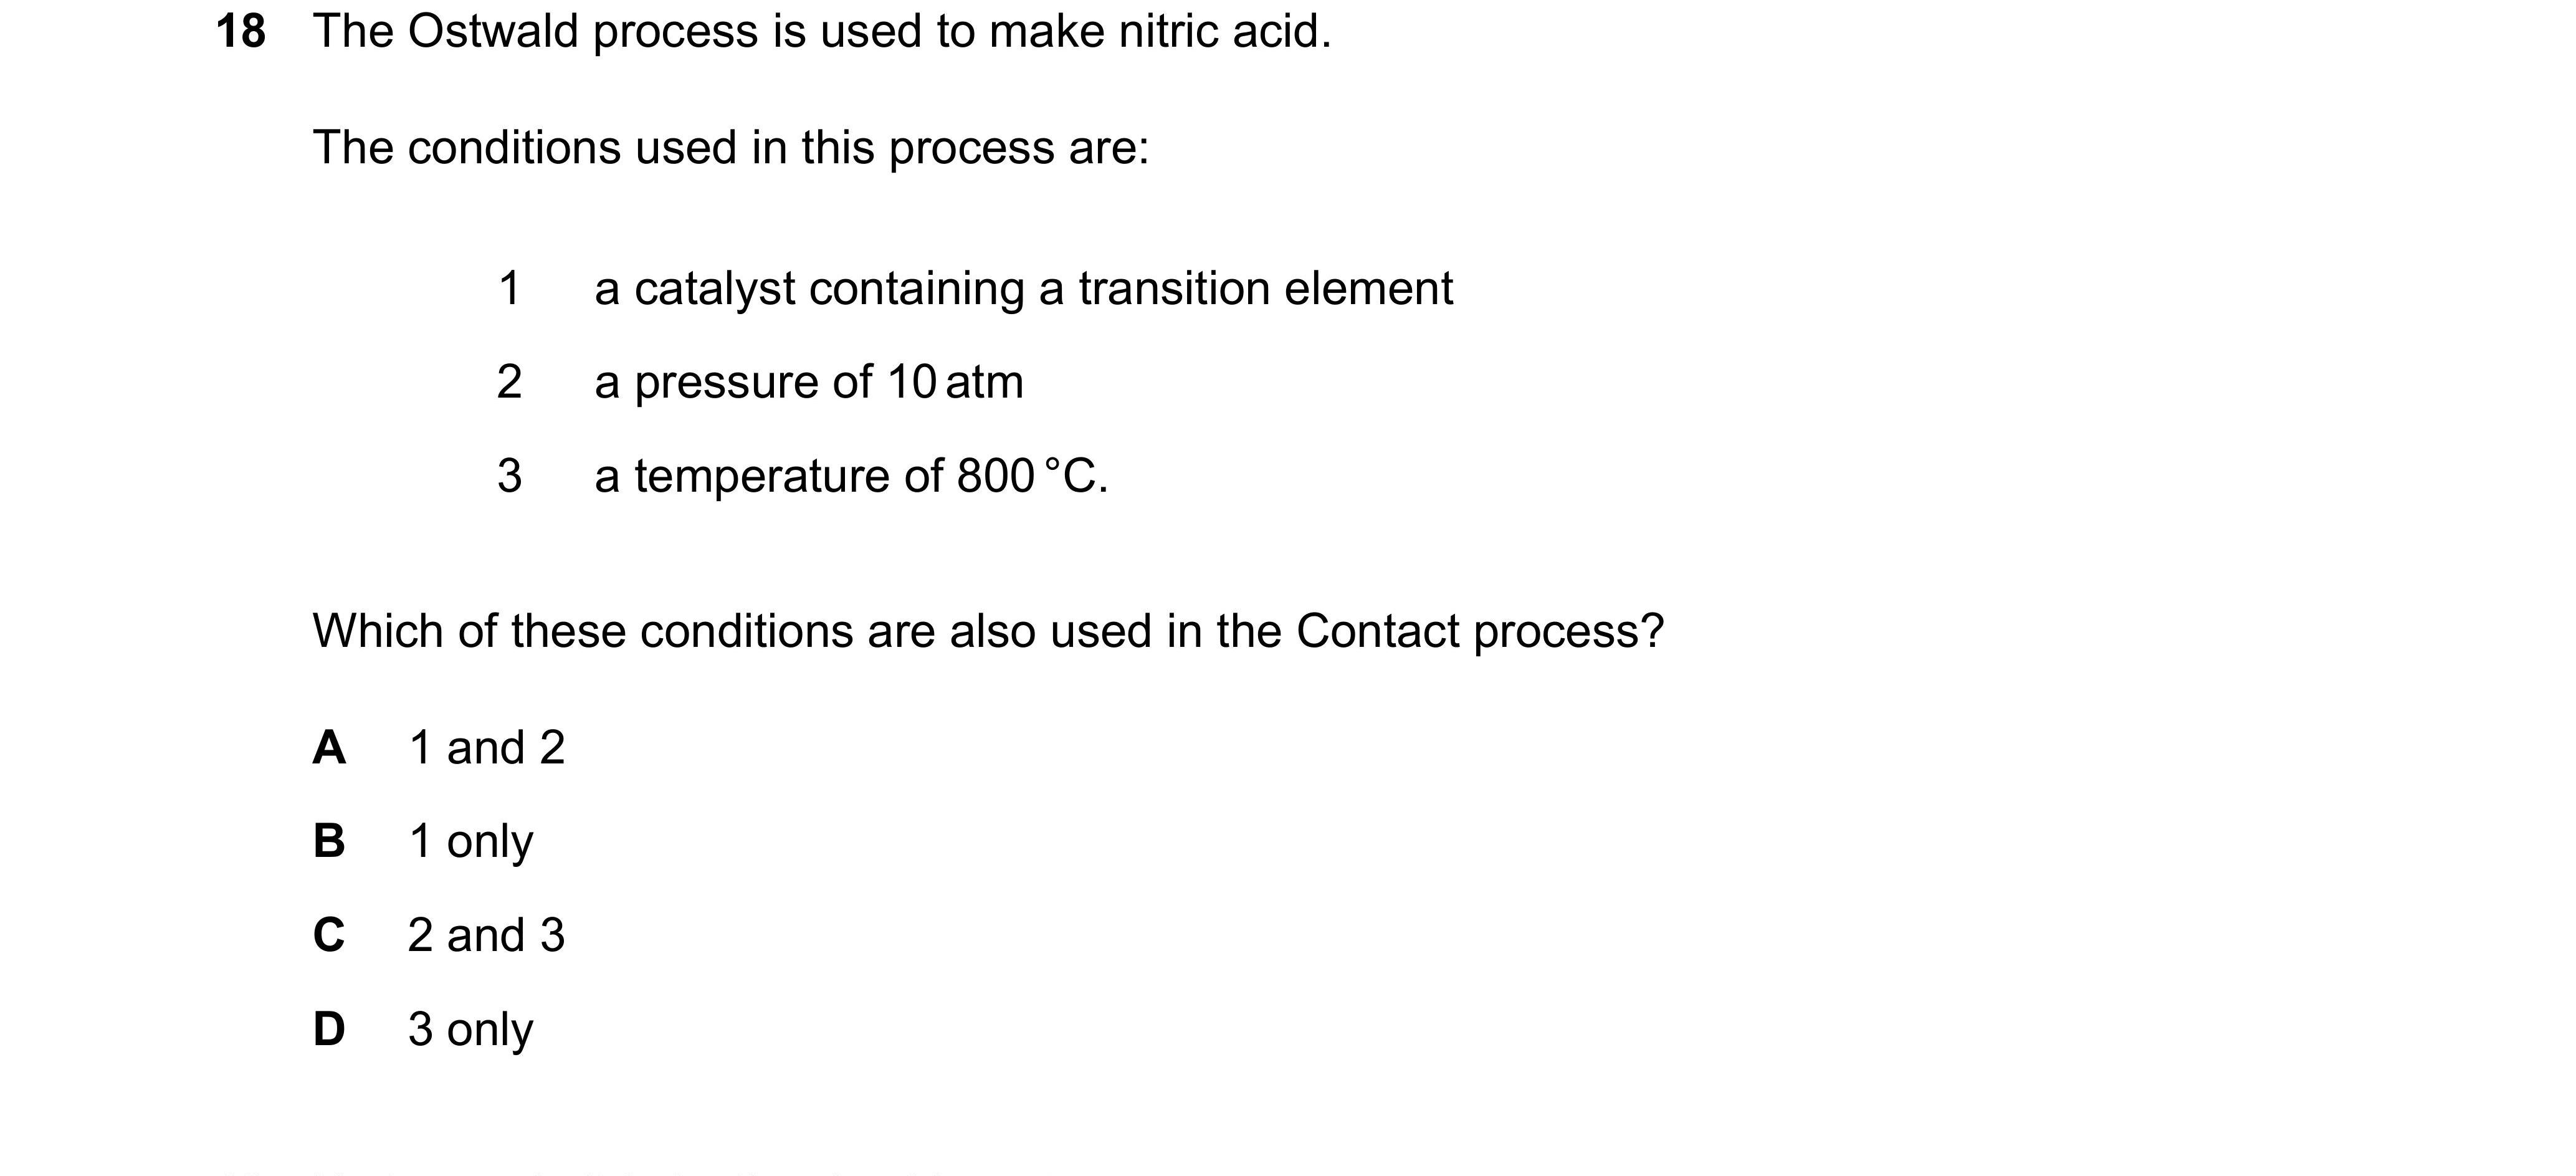 18 The Ostwald process is used to make nitric acid.
The conditions used in this process are:
1 a catalyst containing a transition element
2 a pressure of 10 atm
3 a temperature of 800 °C.
Which of these conditions are also used in the Contact process?
A 1 and 2
B 1 only
C 2 and 3
D 3 only